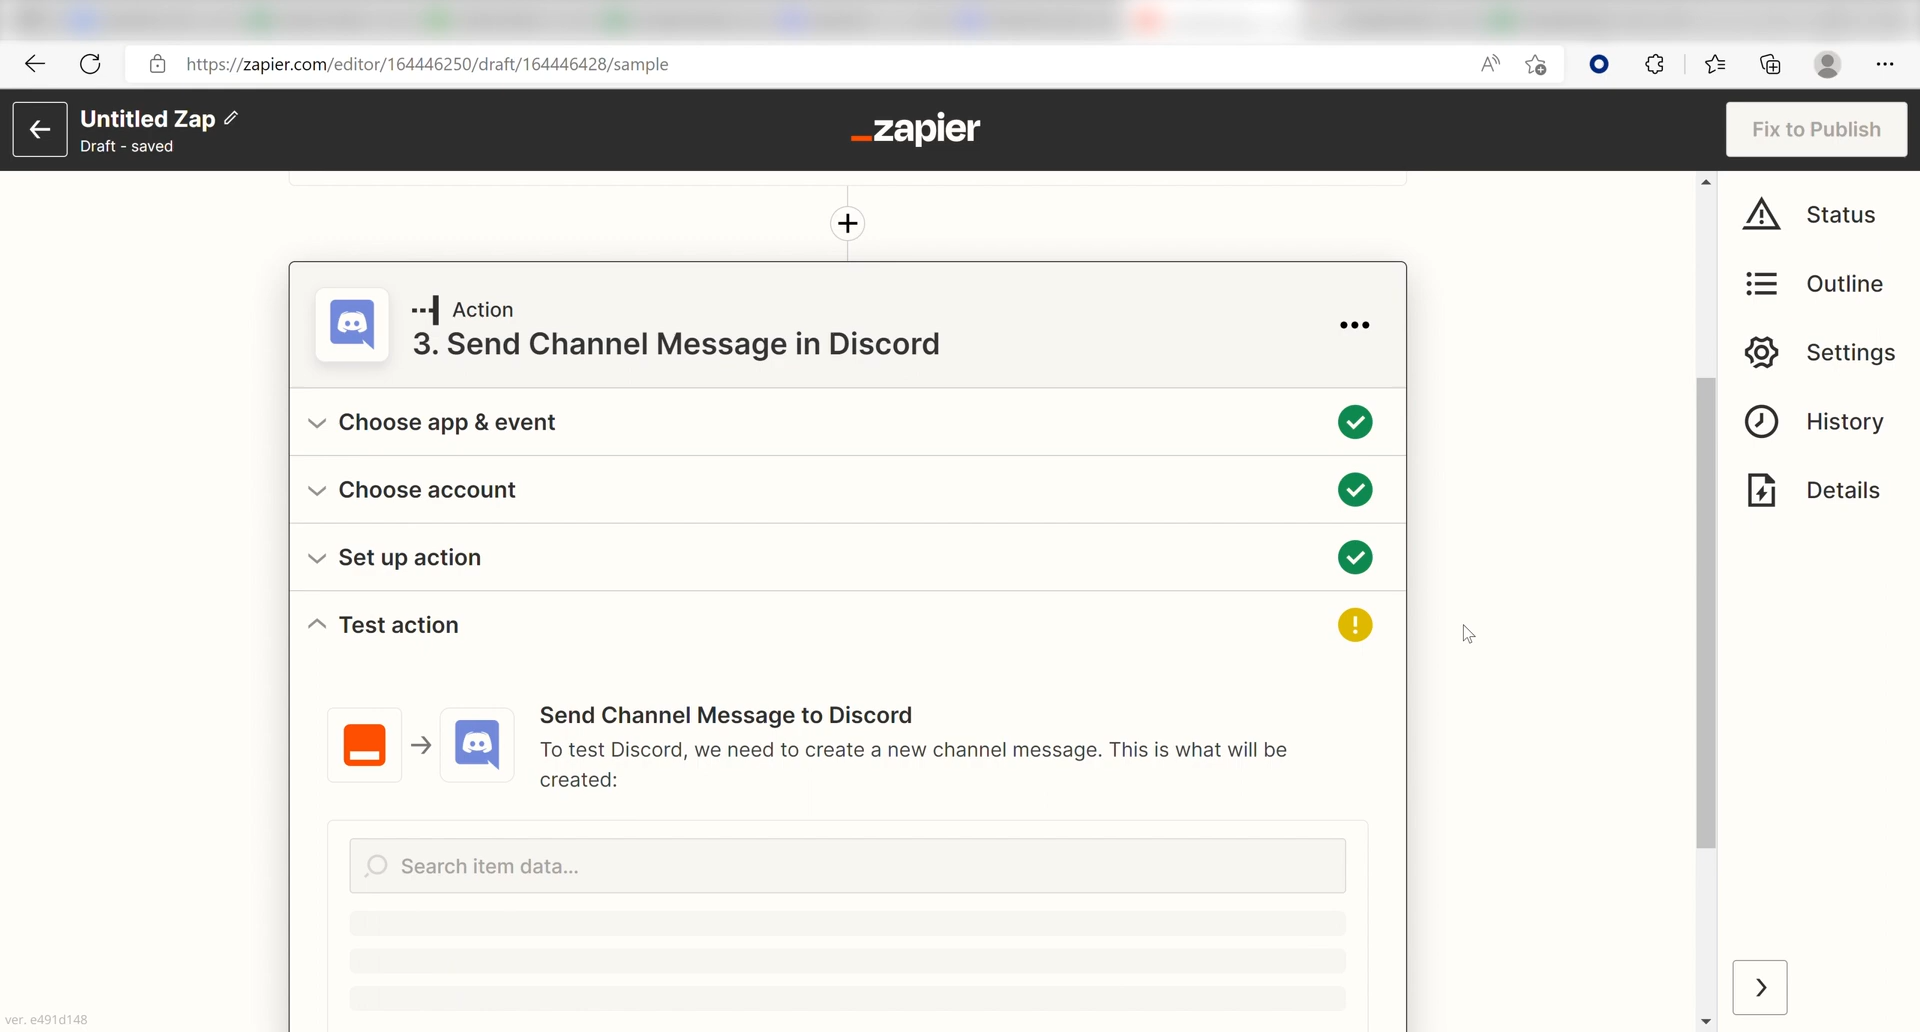 https://zapier.com/editor/164446250/draft/164446428/sample
Untitled Zap
Draft - saved
zapier
Fix to Publish
Status
Outline
Settings
History
Details
Action
3. Send Channel Message in Discord
Choose app & event
Choose account
Set up action
Test action
Send Channel Message to Discord
To test Discord, we need to create a new channel message. This is what will be
created:
Search item data...
ver. e491d148